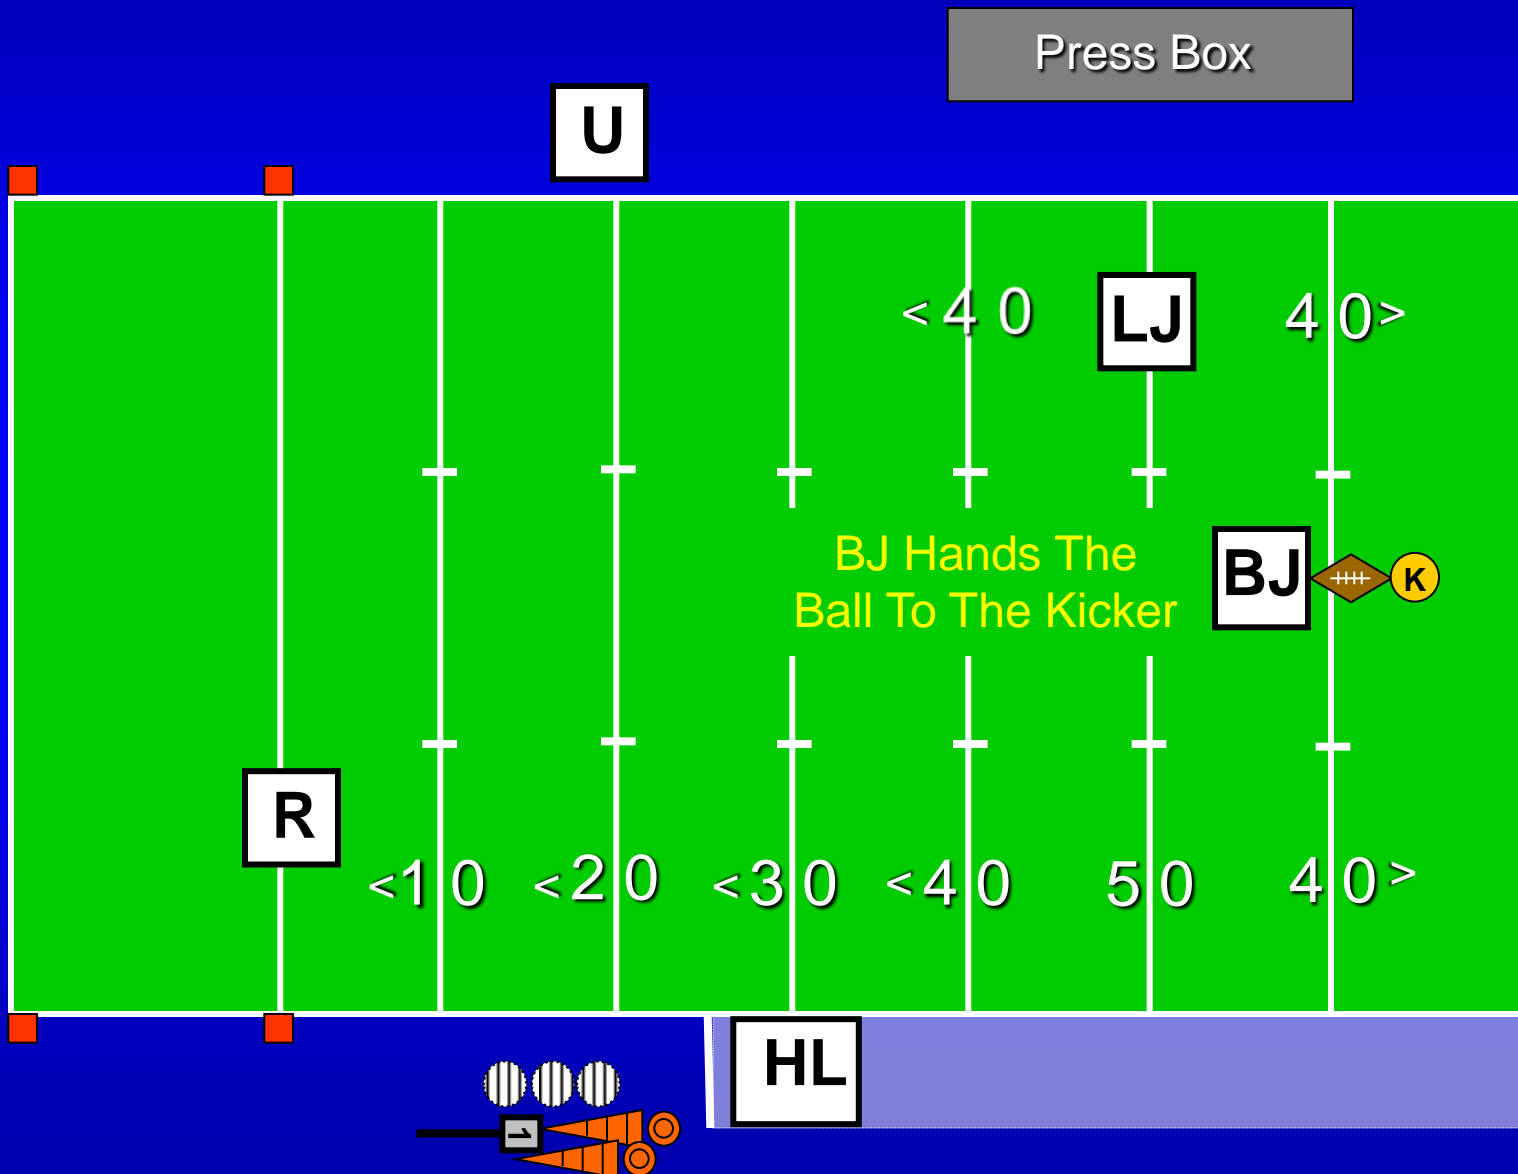 Press Box
U
<4 0
LJ
4 0>
BJ Hands The
Ball To The Kicker
BJ
K
R
<1 0
<2 0
<3 0
<4 0
5 0
4 0>
HL
1